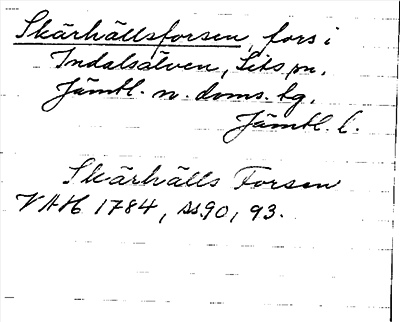 Skärhällsforsen, fors i
Indalsälven, Lits sn,
Jämtl. n. doms. tg,
Jämtl. l.
Skärhälls Forsen
VAH 1784, ss. 90, 93.